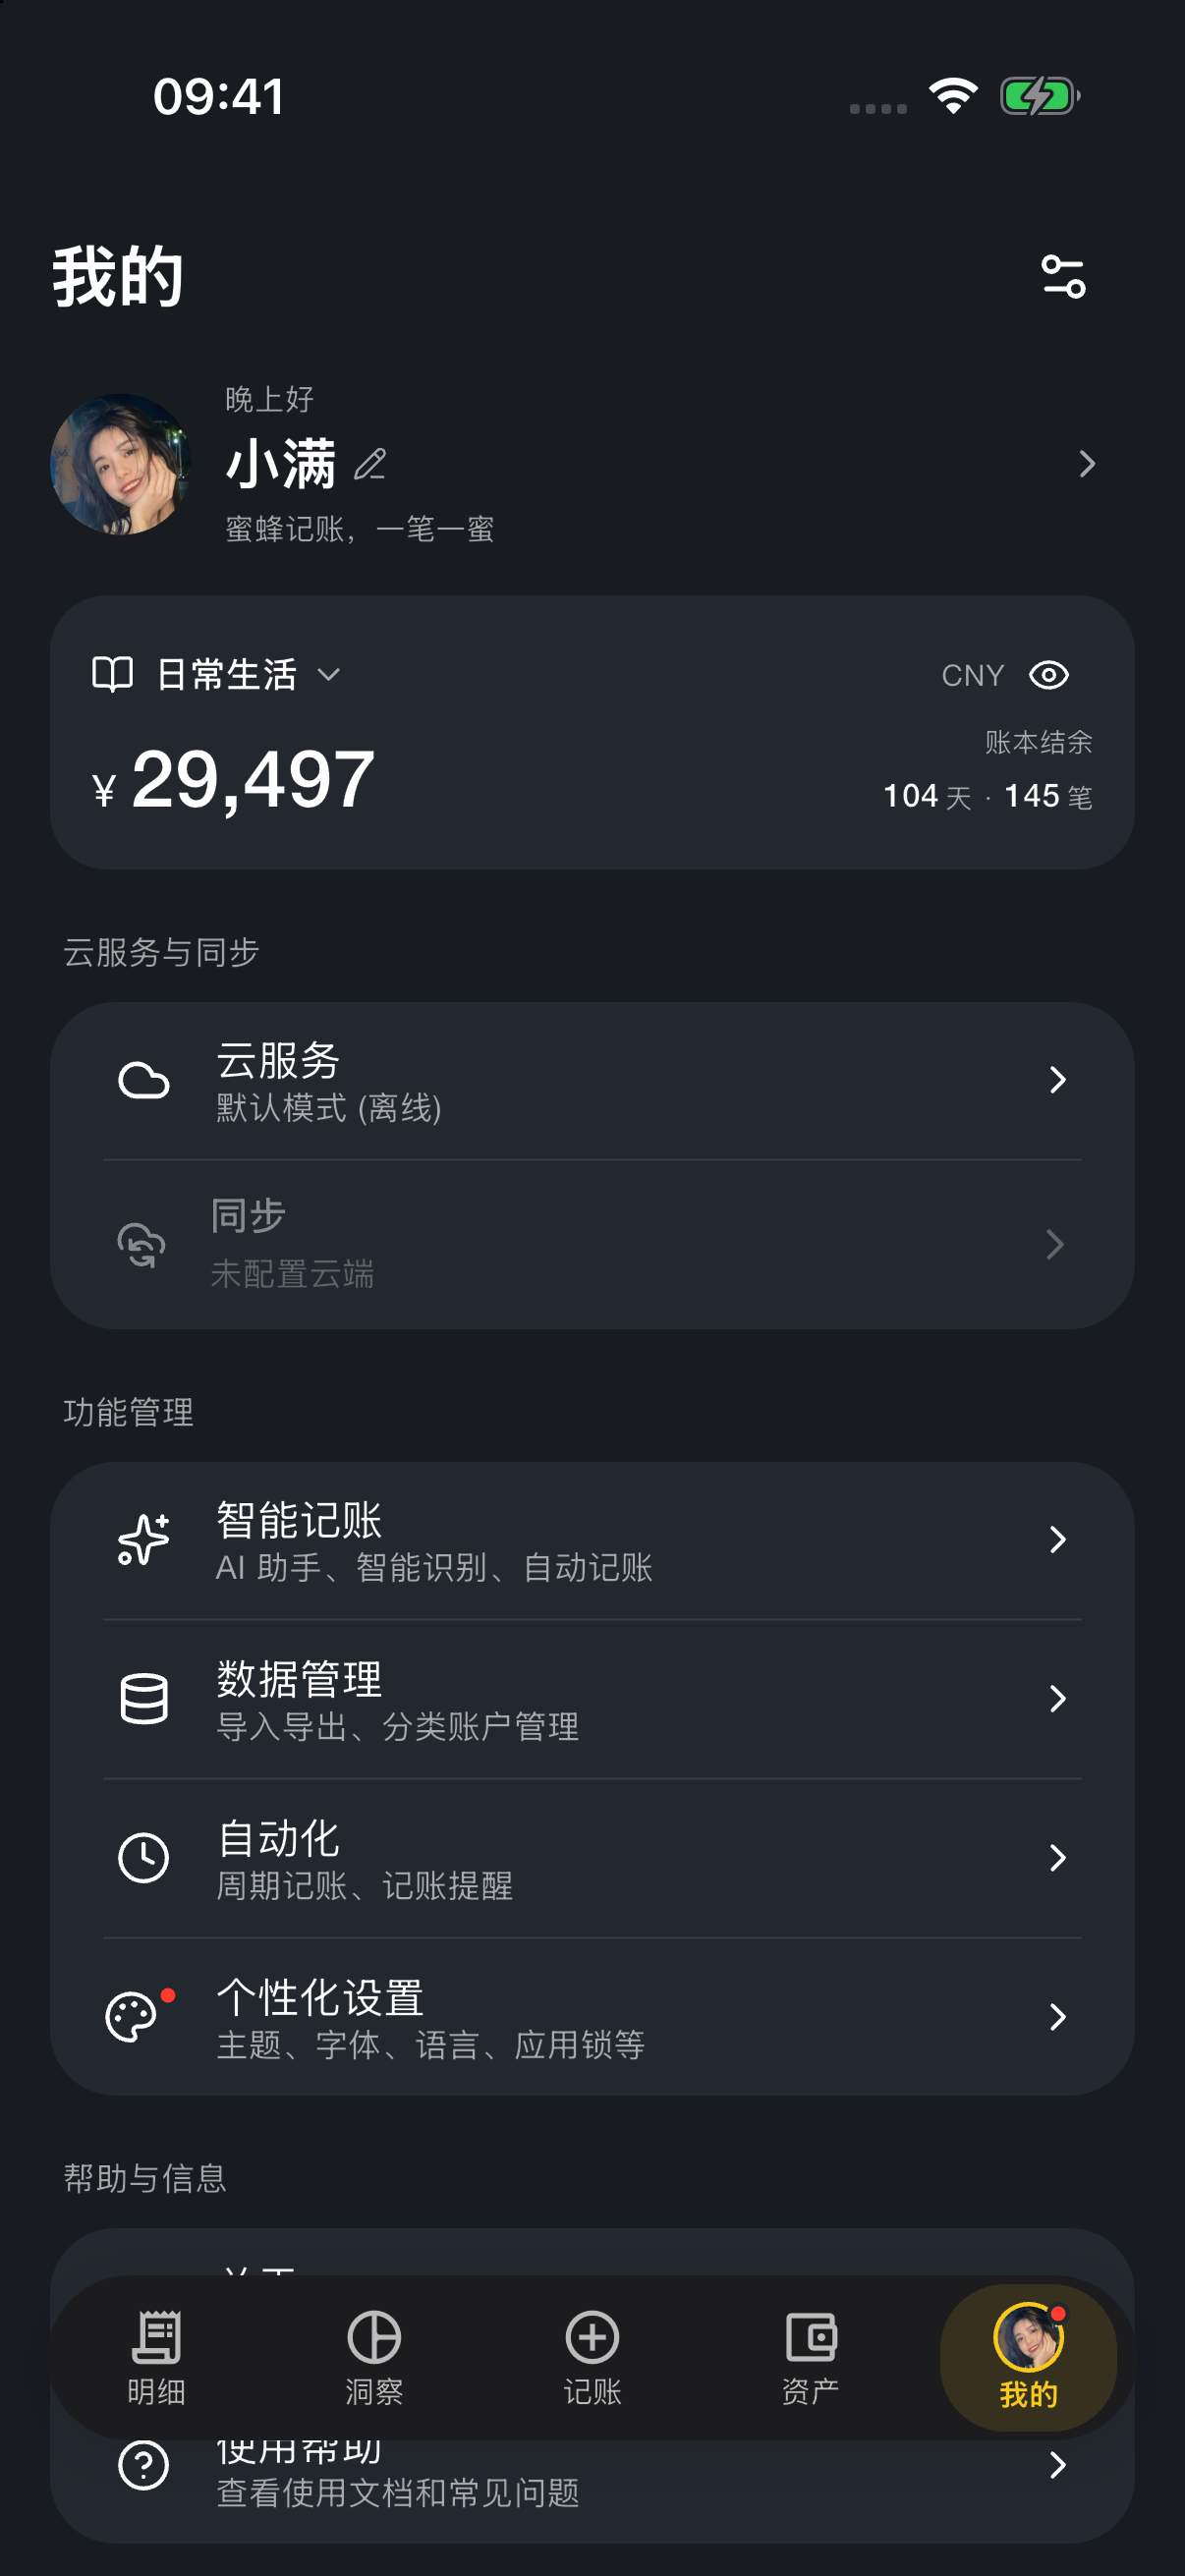 09:41
我的
晚上好
小满
蜜蜂记账，一笔一蜜
日常生活
CNY
¥ 29,497
账本结余
104 天 · 145 笔
云服务与同步
云服务
默认模式 (离线)
同步
未配置云端
功能管理
智能记账
AI 助手、智能识别、自动记账
数据管理
导入导出、分类账户管理
自动化
周期记账、记账提醒
个性化设置
主题、字体、语言、应用锁等
帮助与信息
明细
洞察
记账
资产
我的
使用帮助
查看使用文档和常见问题